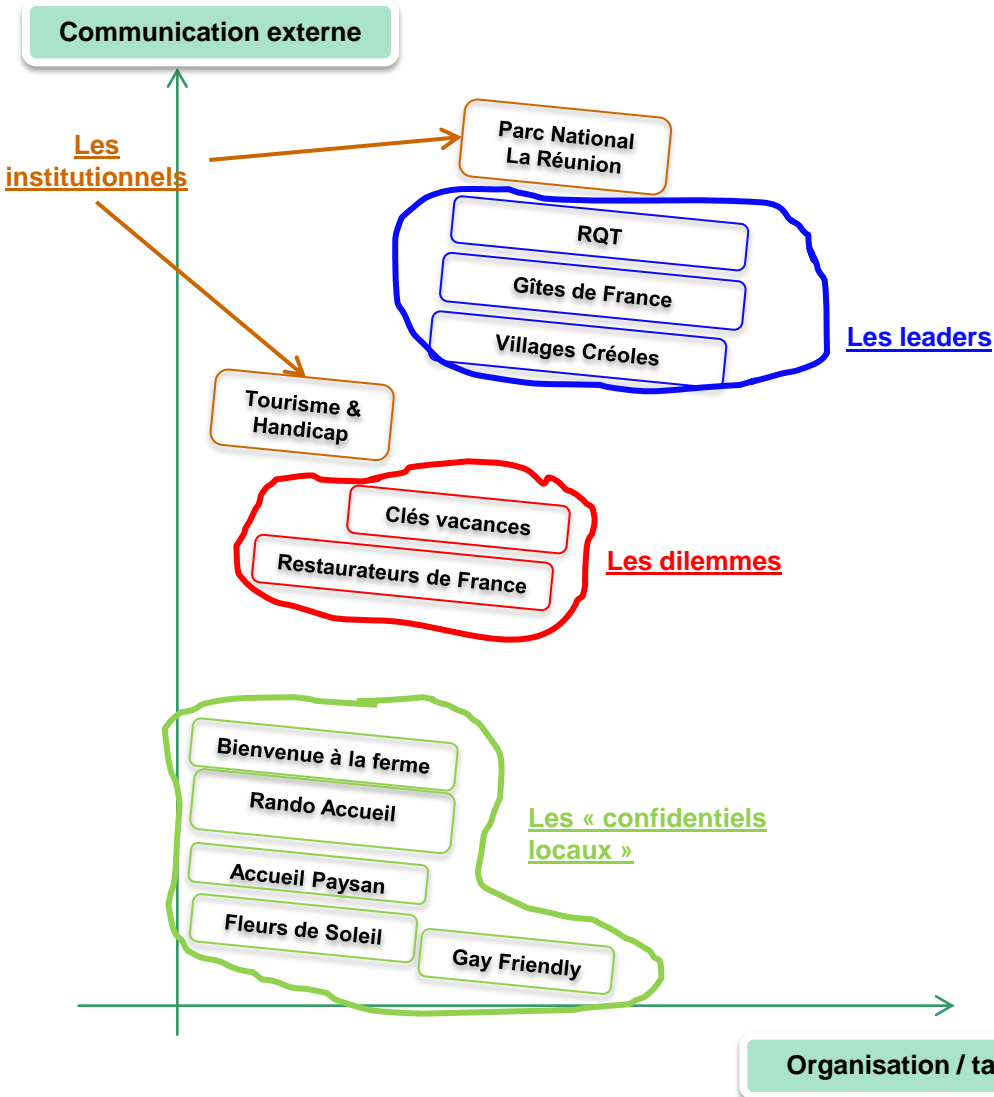 Communication externe
Parc National
La Réunion
Les
institutionnels
RQT
Gîtes de France
Villages Créoles
Les leaders
Tourisme &
Handicap
Clés vacances
Restaurateurs de France
Les dilemmes
Bienvenue à la ferme
Rando Accueil
Les « confidentiels
locaux »
Accueil Paysan
Fleurs de Soleil
Gay Friendly
Organisation /